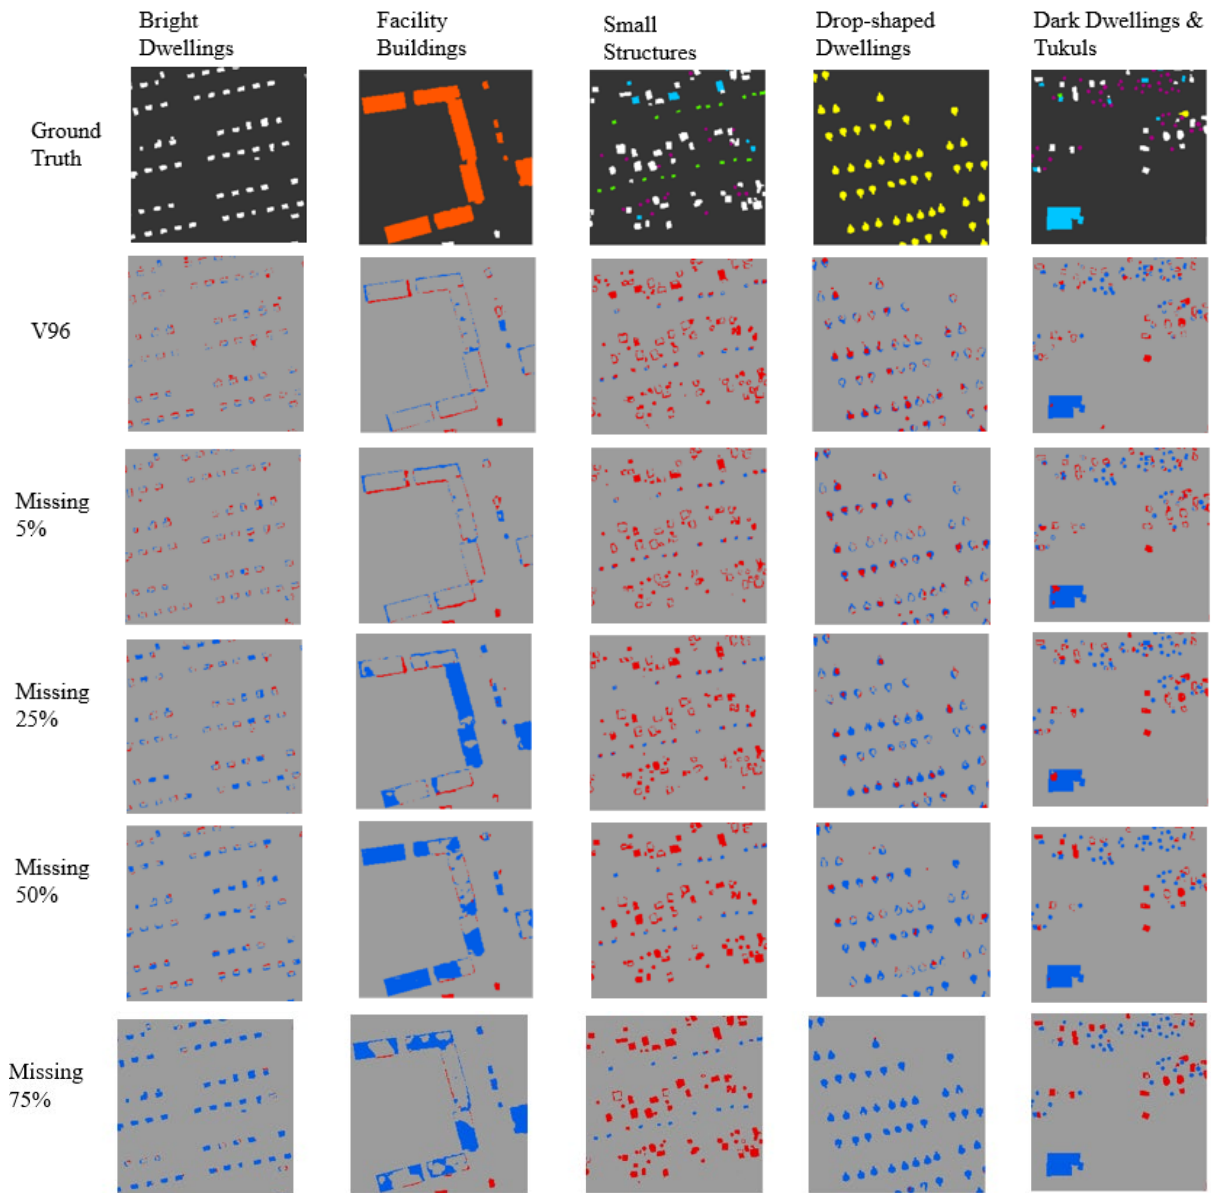 Bright
Dwellings
Facility
Buildings
Small
Structures
Drop-shaped
Dwellings
Dark Dwellings &
Tukuls
Ground
Truth
V96
Missing
5%
Missing
25%
Missing
50%
Missing
75%